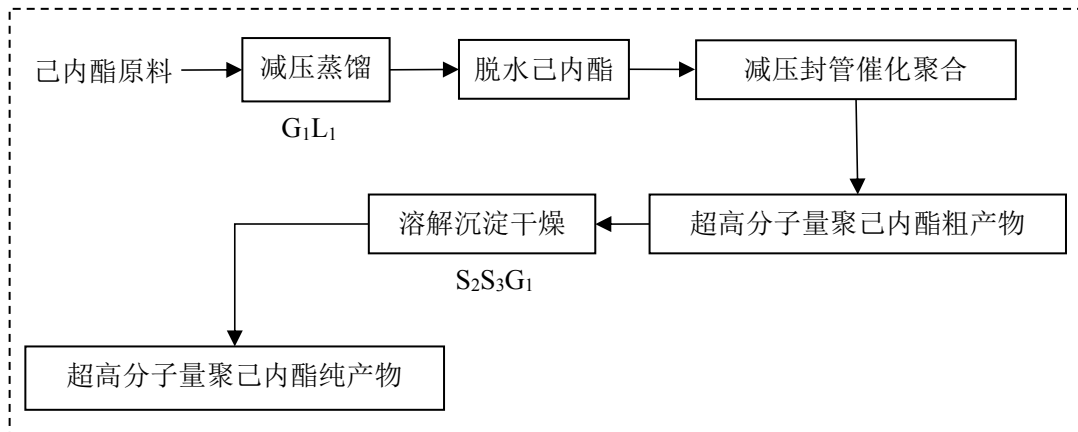 己内酯原料
减压蒸馏
脱水己内酯
减压封管催化聚合
G₁L₁
溶解沉淀干燥
超高分子量聚己内酯粗产物
S₂S₃G₁
超高分子量聚己内酯纯产物